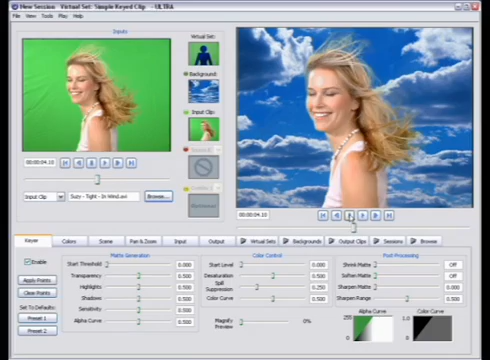 New Session Virtual Set: Simple Keyed Clip - ULTRA
File View Tools Play Help
Inputs
Virtual Set:
Background:
Input Clip:
00:00:04.10
Input Clip
Suzy - Tight - In Wind.avi
Browse...
00:00:04.10
Keyer Colors Scene Pan & Zoom Input Output Virtual Sets Backgrounds Output Clips Sessions Browse
Enable
Apply Points
Clear Points
Set To Defaults:
Preset 1
Preset 2
Matte Generation
Start Threshold 0.000
Transparency 0.500
Highlights 0.500
Shadows 0.500
Sensitivity 0.500
Alpha Curve 0.500
Color Control
Start Level 0.000
Desaturation 0.500
Spill Suppression 0.250
Color Curve 0.500
Magnify Preview 0%
Post-Processing
Shrink Matte Off
Soften Matte Off
Sharpen Matte 0.000
Sharpen Range 0.500
Alpha Curve
255
0
Color Curve
1.0
0